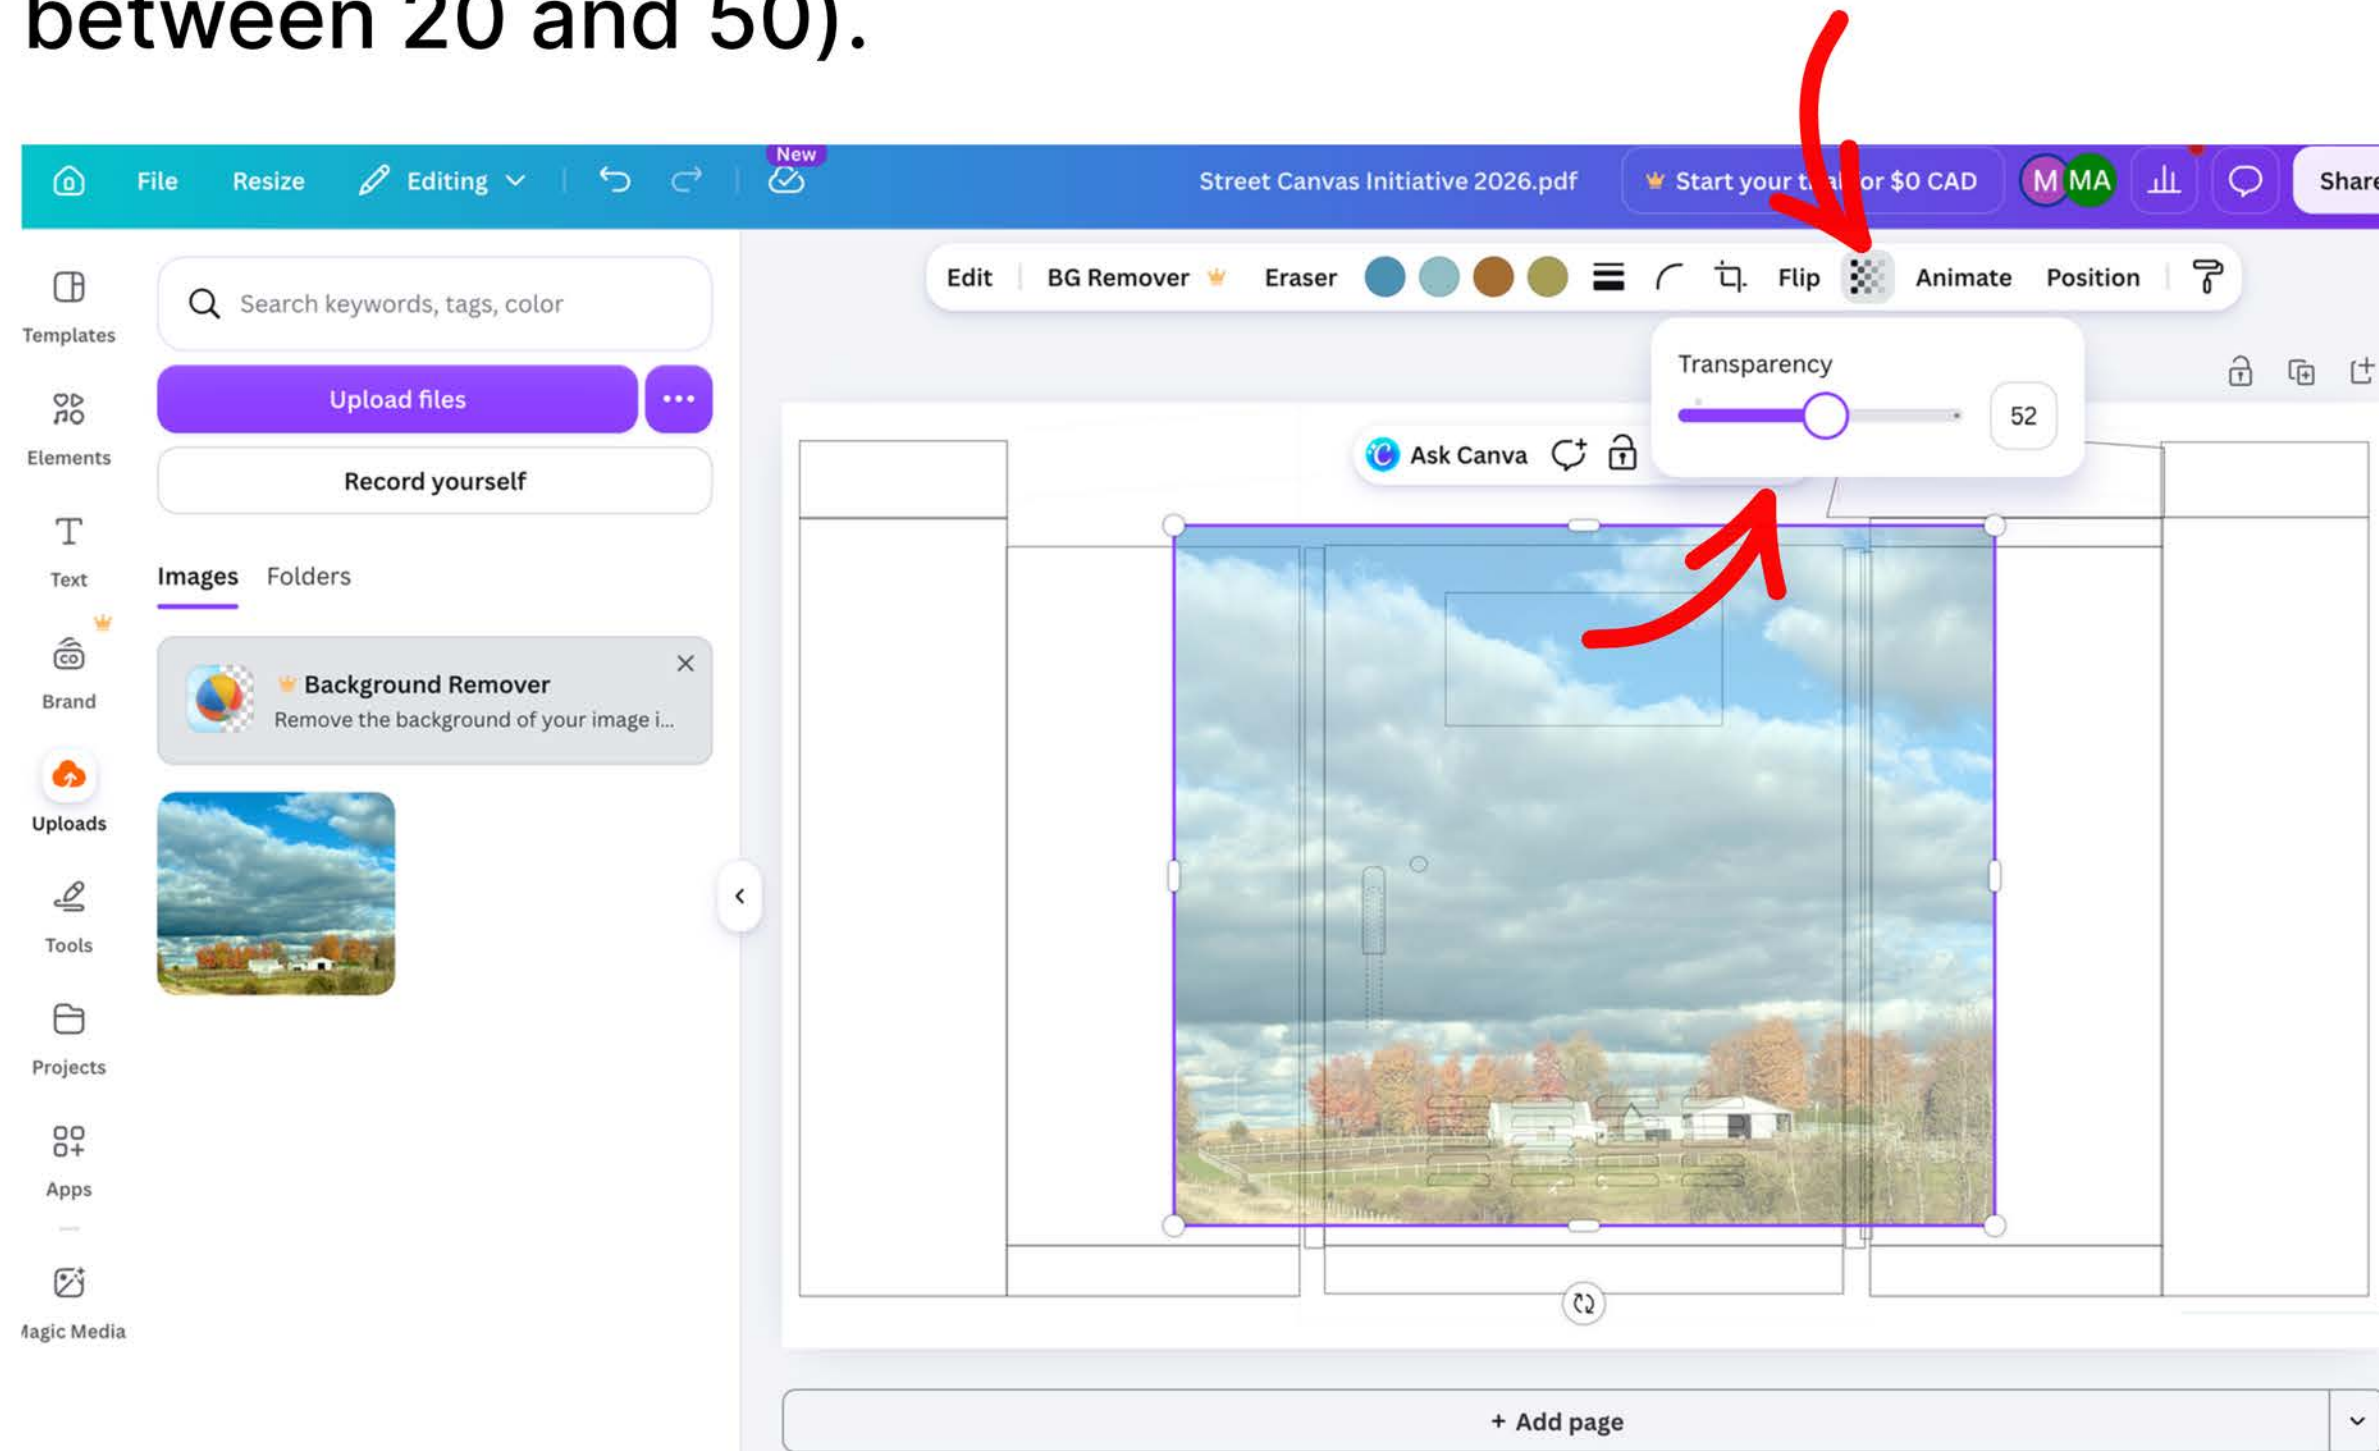 between 20 and 50).
New
File Resize Editing Street Canvas Initiative 2026.pdf Start your t or $0 CAD M MA Share
Edit BG Remover Eraser Flip Animate Position
Templates
Search keywords, tags, color
Transparency
52
Upload files
Elements
Ask Canva
Record yourself
Text
Images Folders
Brand
Background Remover
Remove the background of your image i...
Uploads
Tools
Projects
Apps
Magic Media
+ Add page